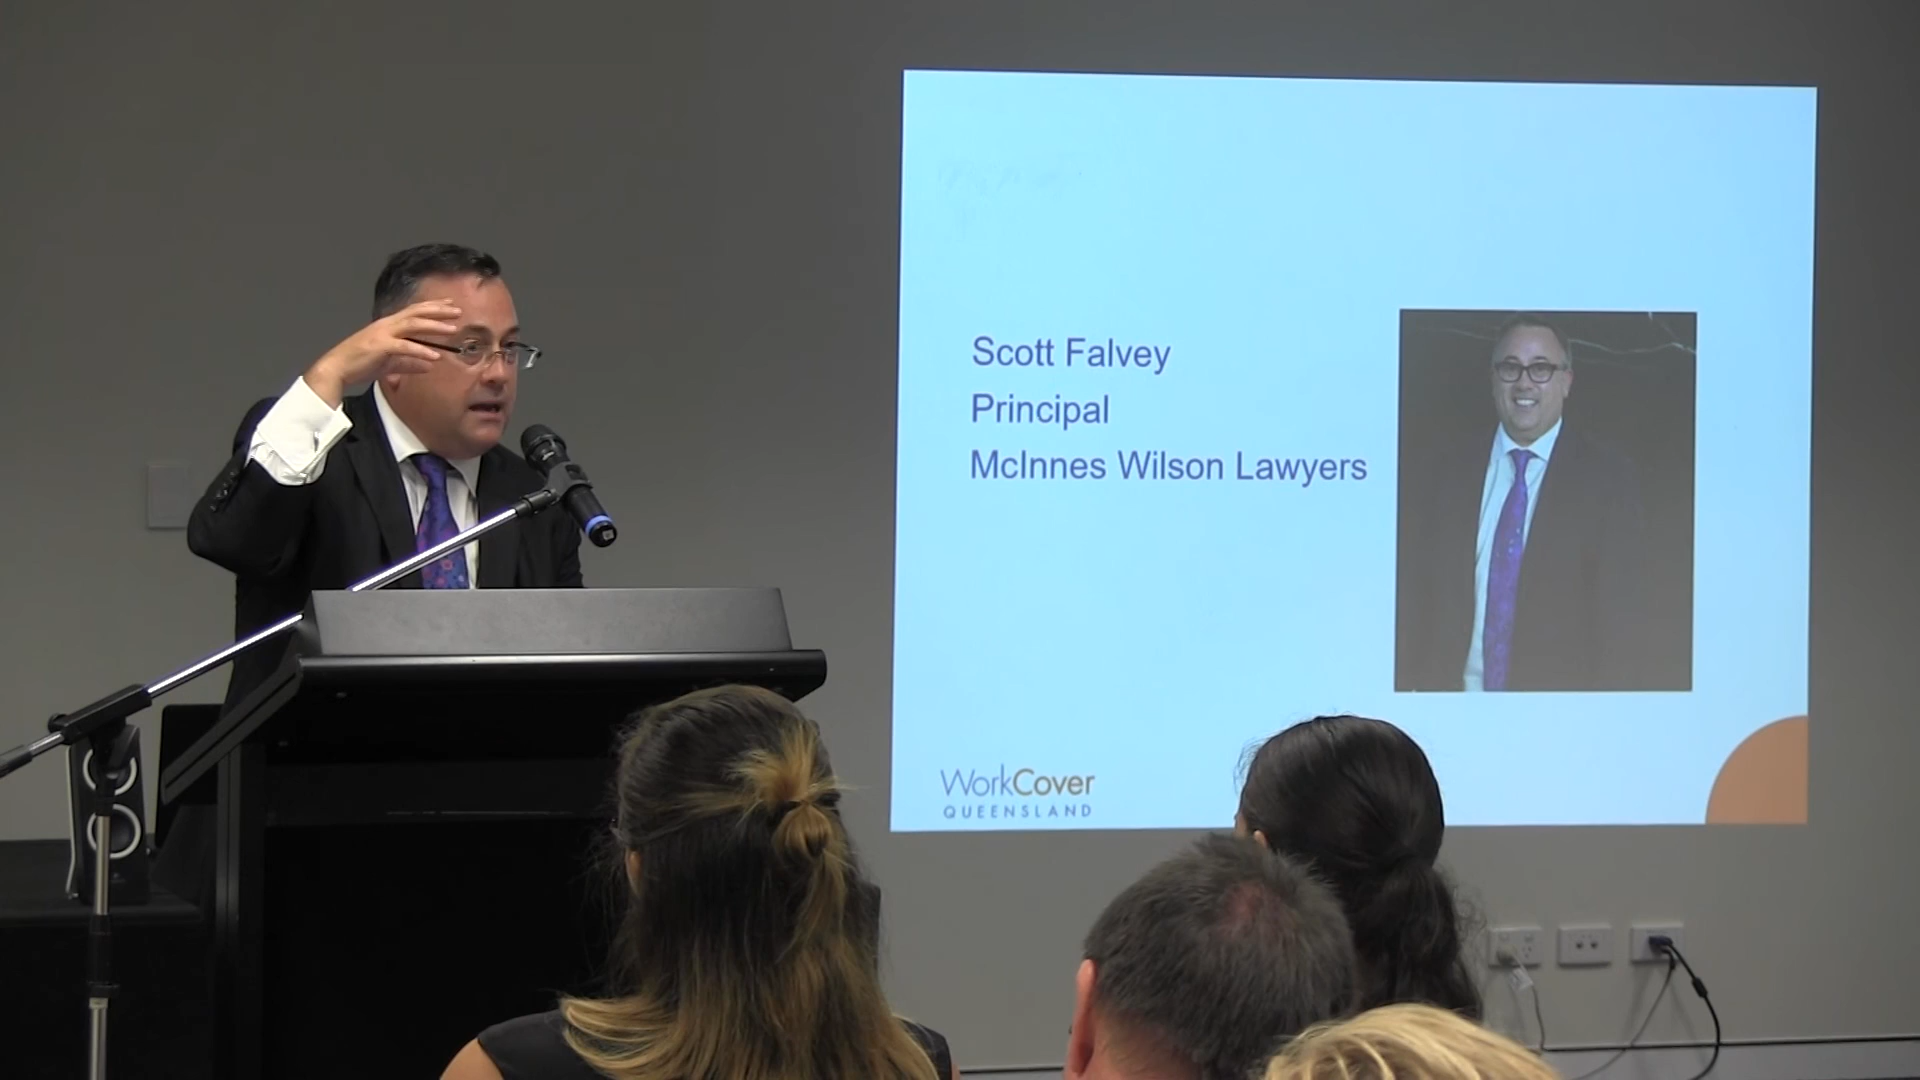 Scott Falvey
Principal
McInnes Wilson Lawyers
WorkCover
QUEENSLAND